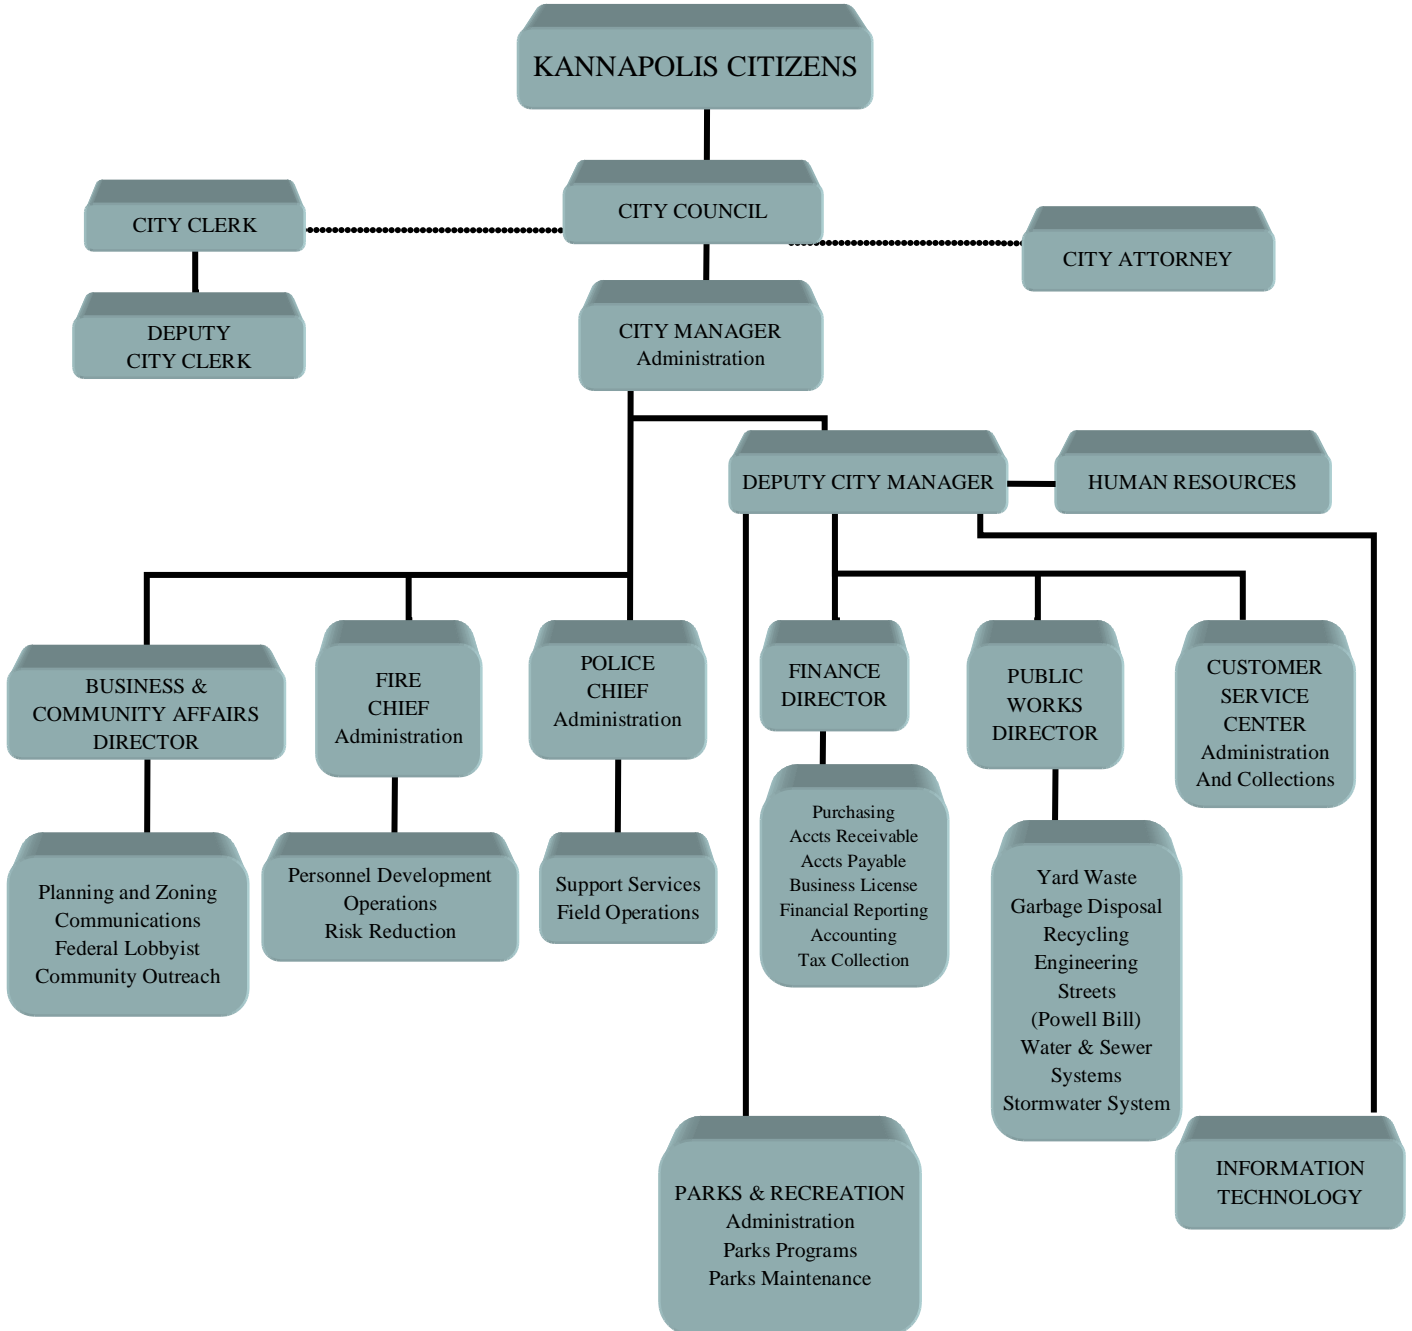 KANNAPOLIS CITIZENS
CITY COUNCIL
CITY CLERK
CITY ATTORNEY
DEPUTY
CITY CLERK
CITY MANAGER
Administration
DEPUTY CITY MANAGER
HUMAN RESOURCES
BUSINESS &
COMMUNITY AFFAIRS
DIRECTOR
FIRE
CHIEF
Administration
POLICE
CHIEF
Administration
FINANCE
DIRECTOR
PUBLIC
WORKS
DIRECTOR
CUSTOMER
SERVICE
CENTER
Administration
And Collections
Planning and Zoning
Communications
Federal Lobbyist
Community Outreach
Personnel Development
Operations
Risk Reduction
Support Services
Field Operations
Purchasing
Accts Receivable
Accts Payable
Business License
Financial Reporting
Accounting
Tax Collection
Yard Waste
Garbage Disposal
Recycling
Engineering
Streets
(Powell Bill)
Water & Sewer
Systems
Stormwater System
PARKS & RECREATION
Administration
Parks Programs
Parks Maintenance
INFORMATION
TECHNOLOGY